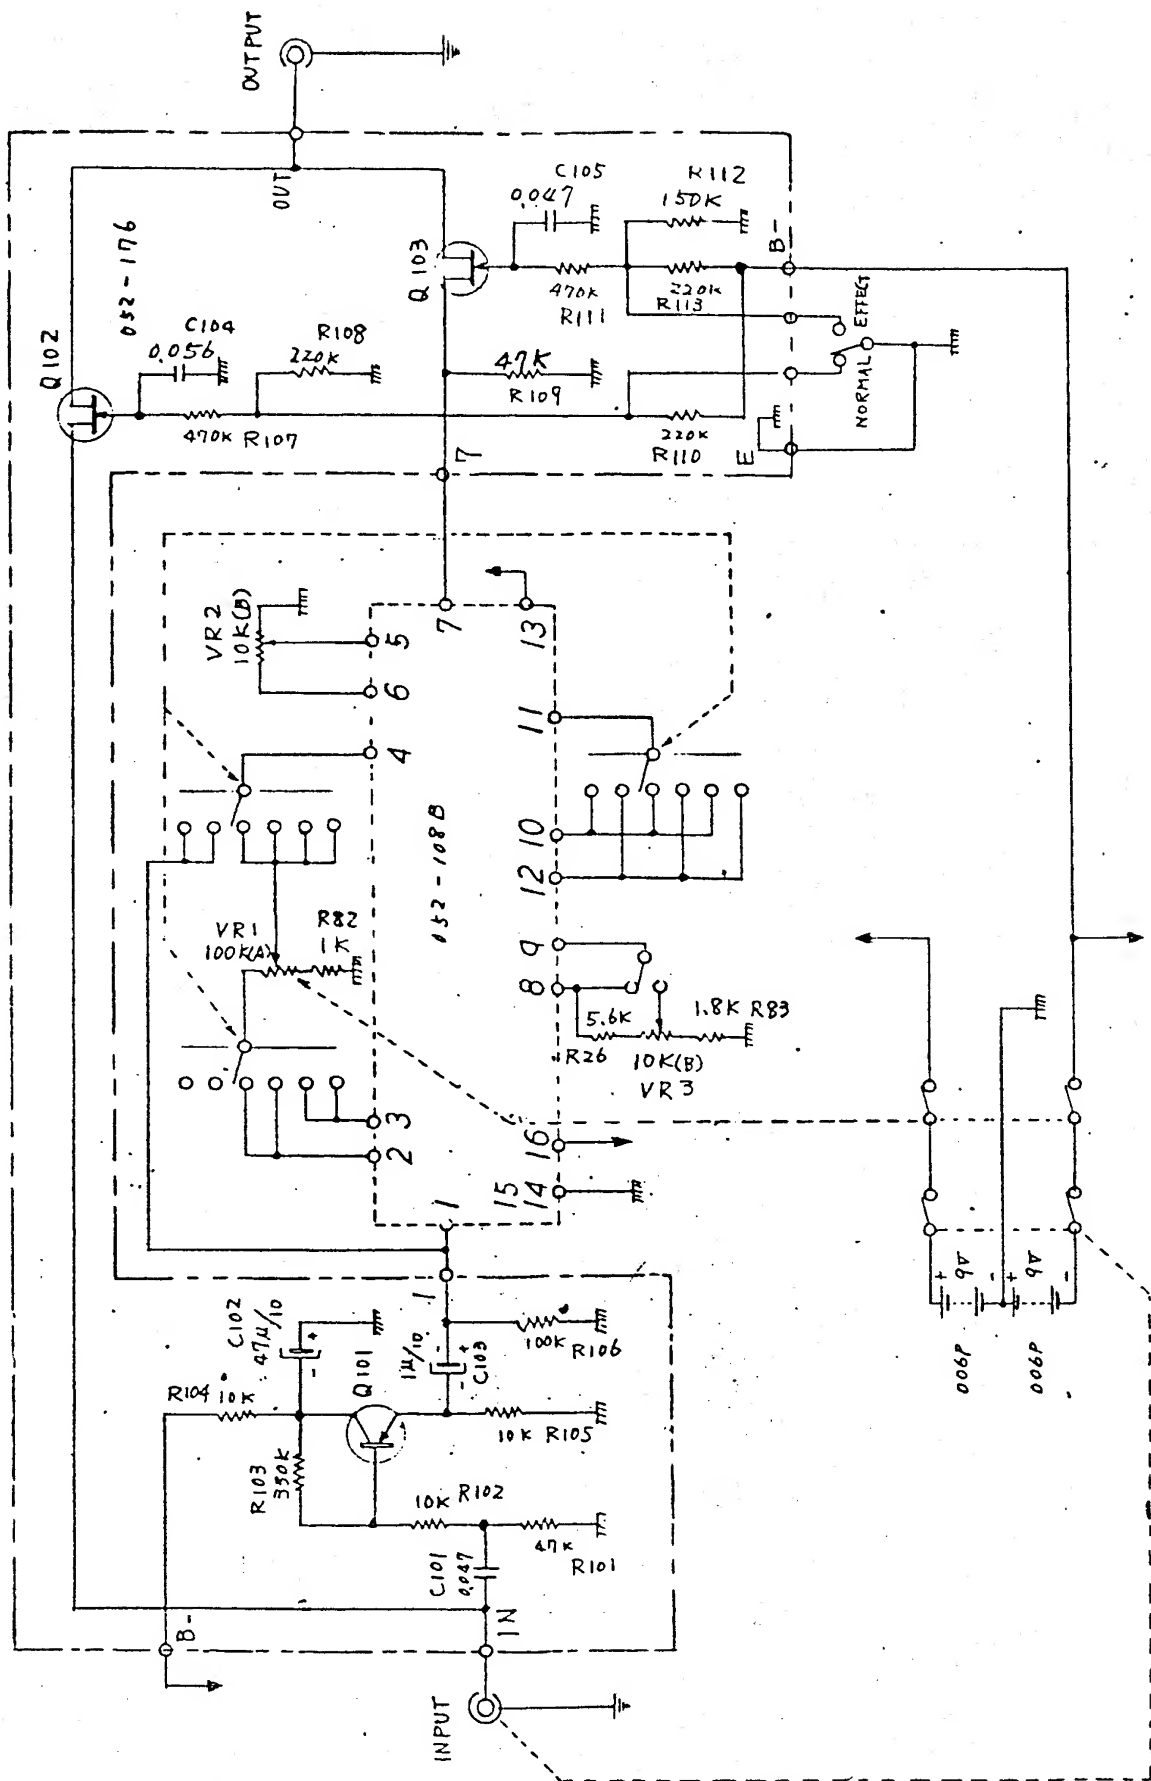 INPUT
IN
B-
C101
0.047
R101
47K
R102
10K
R103
330K
R104 10K
C102
47μ/10
+
-
Q101
10K R105
1μ/10
-
+
-
C103
100K
R106
1
1
2
3
4
6
5
7
7
13
11
10
12
9
8
16
15
14
052-108B
VR1
100K(A)
R82
1K
VR2
10K(B)
5.6K
R26
10K(B)
VR3
1.8K R83
Q102
052-176
C104
0.056
R108
220K
470K R107
Q103
47K
R109
C105
0.047
R112
150K
470K
R111
220K
R113
220K
R110
E
B-
NORMAL
EFFECT
OUT
OUTPUT
+
9V
-
+
9V
-
006P
006P